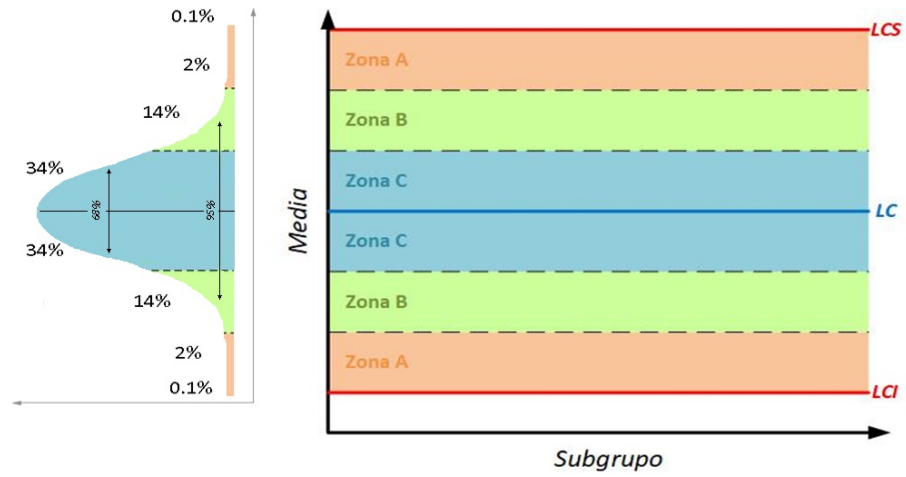 0.1%
2%
14%
34%
68%
95%
34%
14%
2%
0.1%
LCS
Zona A
Zona B
Zona C
LC
Zona C
Zona B
Zona A
LCI
Media
Subgrupo